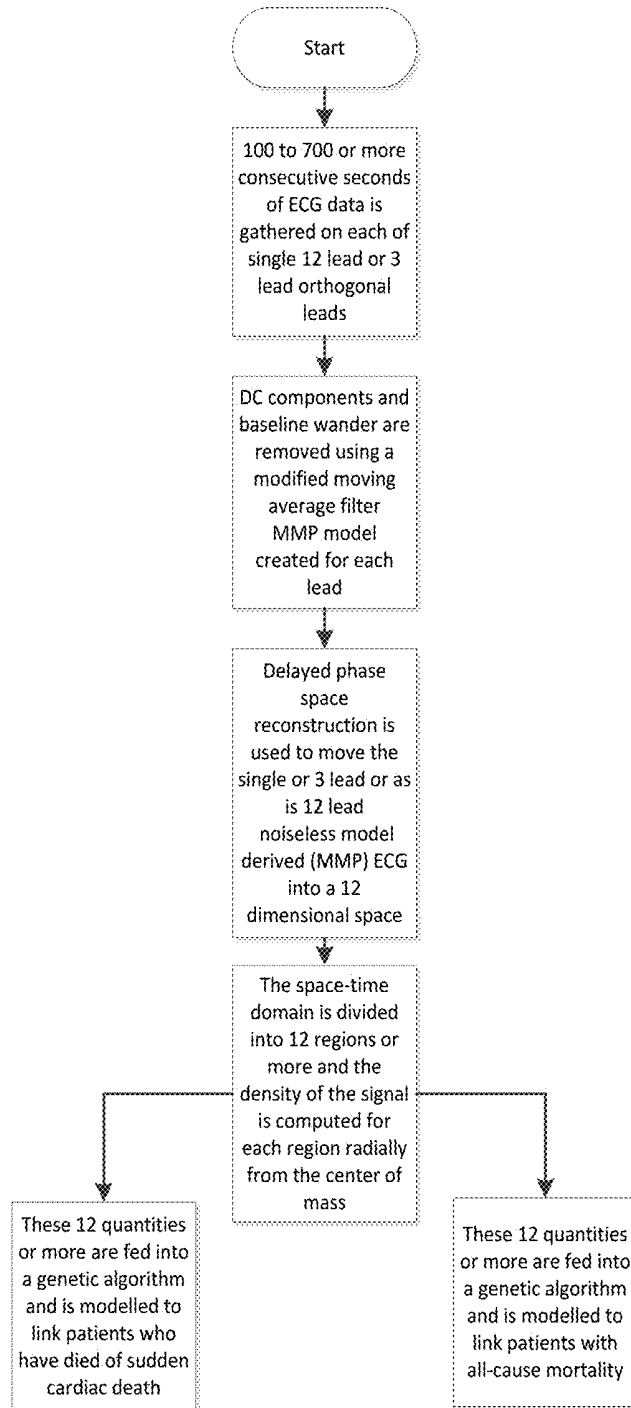 Start
100 to 700 or more
consecutive seconds
of ECG data is
gathered on each of
single 12 lead or 3
lead orthogonal
leads
DC components and
baseline wander are
removed using a
modified moving
average filter
MMP model
created for each
lead
Delayed phase
space
reconstruction is
used to move the
single or 3 lead or as
is 12 lead
noiseless model
derived (MMP) ECG
into a 12
dimensional space
The space-time
domain is divided
into 12 regions or
more and the
density of the signal
is computed for
each region radially
from the center of
mass
These 12 quantities
or more are fed into
a genetic algorithm
and is modelled to
link patients who
have died of sudden
cardiac death
These 12 quantities
or more are fed into
a genetic algorithm
and is modelled to
link patients with
all-cause mortality